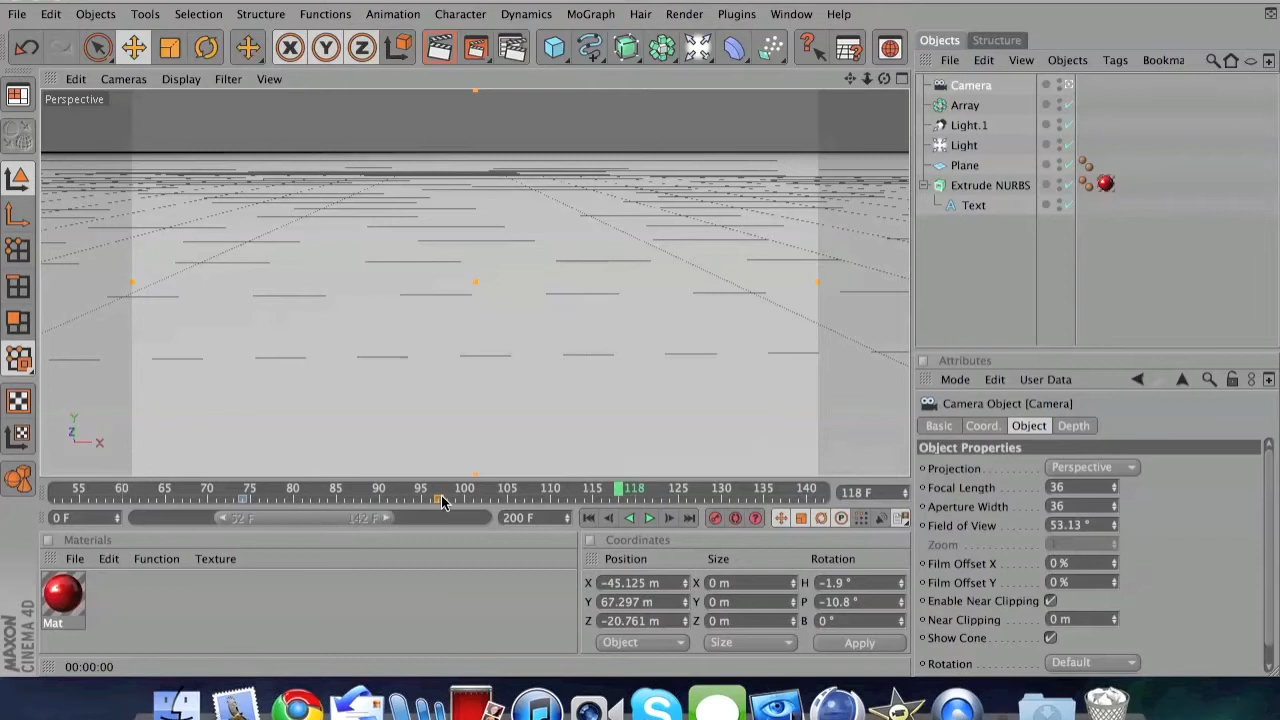 File Edit Objects Tools Selection Structure Functions Animation Character Dynamics MoGraph Hair Render Plugins Window Help
X Y Z
Objects Structure
File Edit View Objects Tags Bookma
Edit Cameras Display Filter View
Perspective
Camera
Array
Light.1
Light
Plane
Extrude NURBS
A Text
Y
Z
X
Attributes
Mode Edit User Data
Camera Object [Camera]
Basic Coord. Object Depth
Object Properties
Projection Perspective
Focal Length 36
Aperture Width 36
Field of View 53.13 °
Zoom 1
Film Offset X 0 %
Film Offset Y 0 %
Enable Near Clipping
Near Clipping 0 m
Show Cone
Rotation Default
55 60 65 70 75 80 85 90 95 100 105 110 115 118 125 130 135 140 118 F
0 F 52 F 142 F 200 F
Materials
File Edit Function Texture
Mat
Coordinates
Position Size Rotation
X -45.125 m X 0 m H -1.9 °
Y 67.297 m Y 0 m P -10.8 °
Z -20.761 m Z 0 m B 0 °
Object Size Apply
MAXON
CINEMA 4D
00:00:00